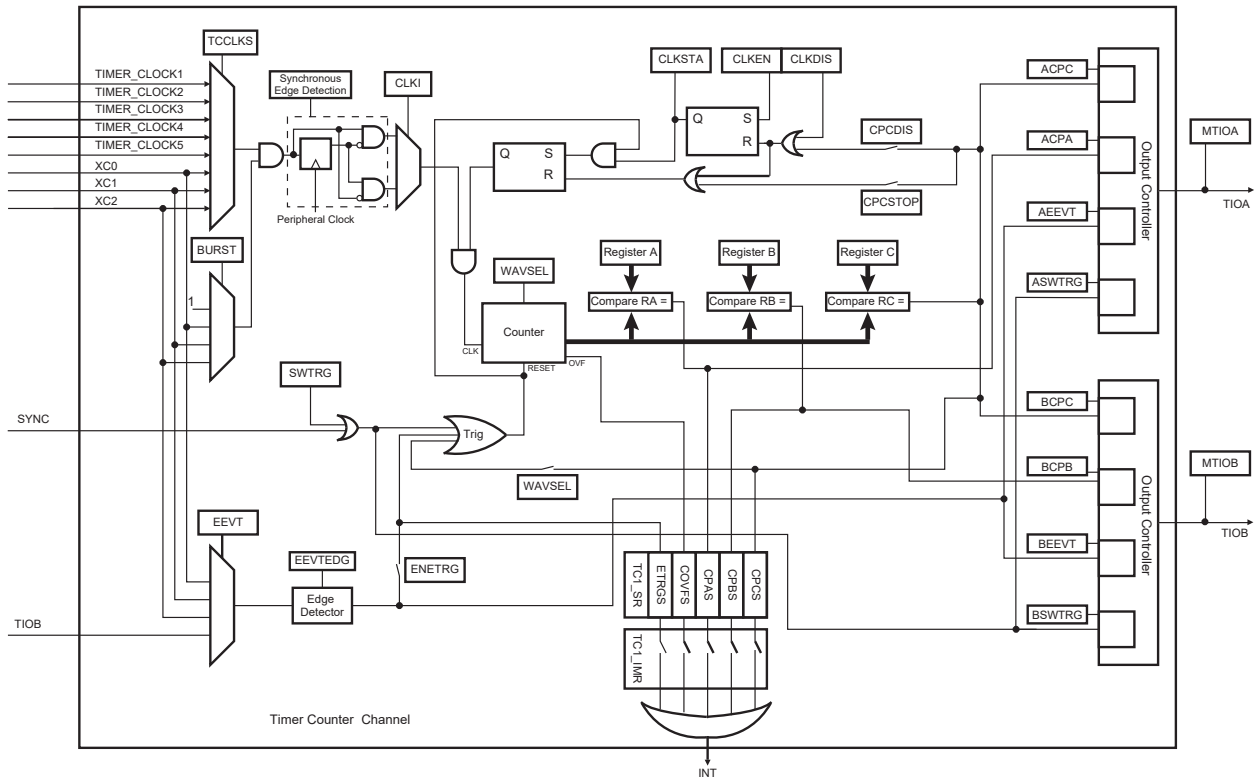 TCCLKS
TIMER_CLOCK1
TIMER_CLOCK2
TIMER_CLOCK3
TIMER_CLOCK4
TIMER_CLOCK5
XC0
XC1
XC2
Synchronous
Edge Detection
CLKI
Peripheral Clock
CLKSTA
CLKEN
CLKDIS
Q
S
R
Q
S
R
CPCDIS
CPCSTOP
ACPC
ACPA
AEEVT
ASWTRG
Output Controller
MTIOA
TIOA
BURST
1
Register A
Register B
Register C
Compare RA =
Compare RB =
Compare RC =
WAVSEL
Counter
CLK
RESET
OVF
SWTRG
SYNC
Trig
WAVSEL
BCPC
BCPB
BEEVT
BSWTRG
Output Controller
MTIOB
TIOB
EEVT
EEVTEDG
Edge
Detector
ENETRG
TIOB
TC1_SR
ETRGS
COVFS
CPAS
CPBS
CPCS
TC1_IMR
Timer Counter Channel
INT